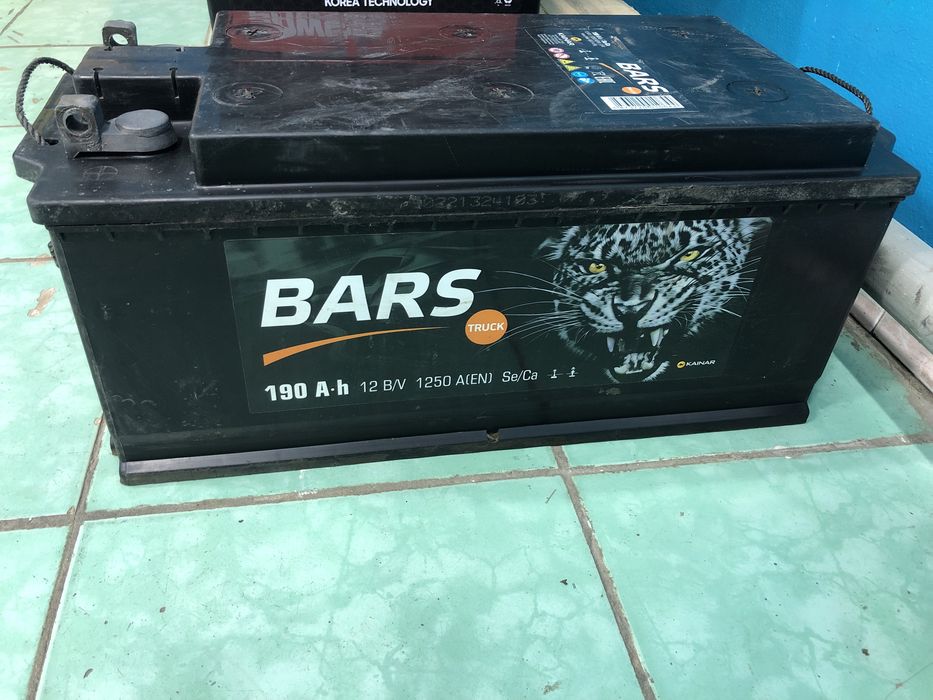 KOREA TECHNOLOGY
BARS
BARS
TRUCK
190 A·h 12 B/V 1250 A(EN) Se/Ca
KAINAR